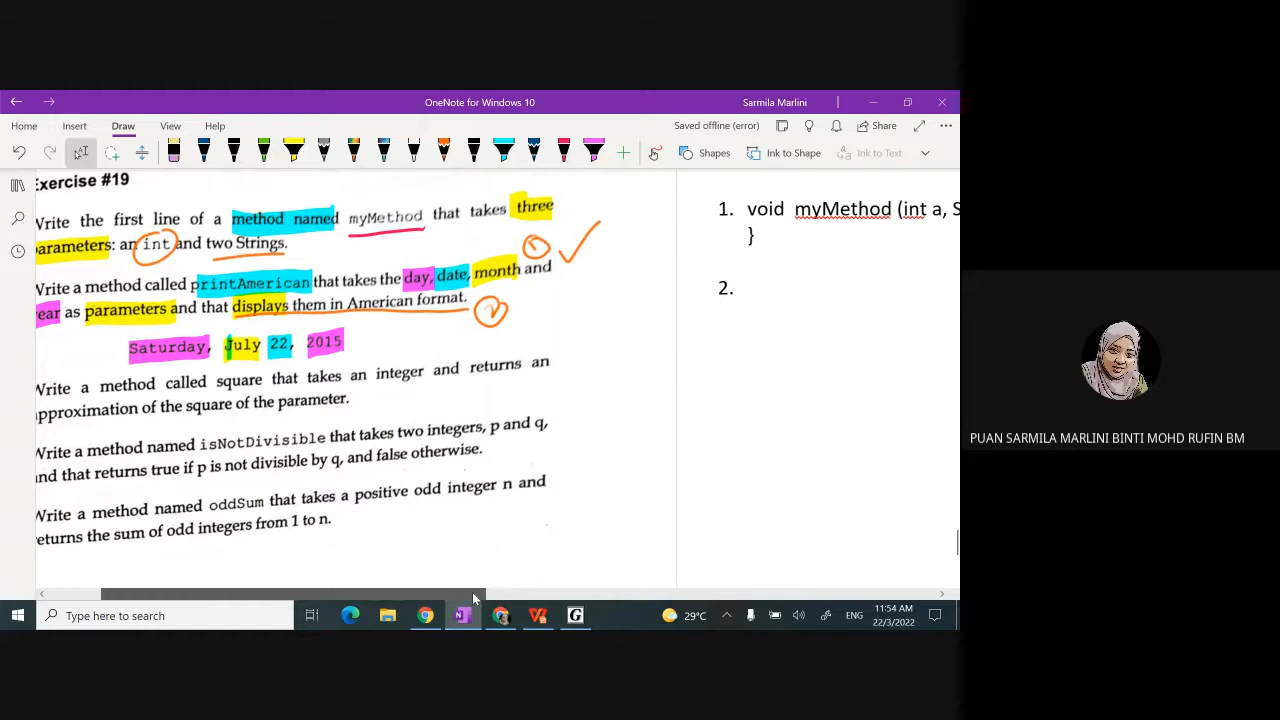 OneNote for Windows 10
Sarmila Marlini
Home Insert Draw View Help
Saved offline (error)
Share
Shapes
Ink to Shape
Ink to Text
Exercise #19
Write the first line of a method named myMethod that takes three
parameters: an int and two Strings.
Write a method called printAmerican that takes the day, date, month and
year as parameters and that displays them in American format.
Saturday, July 22, 2015
Write a method called square that takes an integer and returns an
approximation of the square of the parameter.
Write a method named isNotDivisible that takes two integers, p and q,
and that returns true if p is not divisible by q, and false otherwise.
Write a method named oddSum that takes a positive odd integer n and
returns the sum of odd integers from 1 to n.
1. void myMethod (int a, S
}
2.
PUAN SARMILA MARLINI BINTI MOHD RUFIN BM
Type here to search
29°C
ENG
11:54 AM
22/3/2022